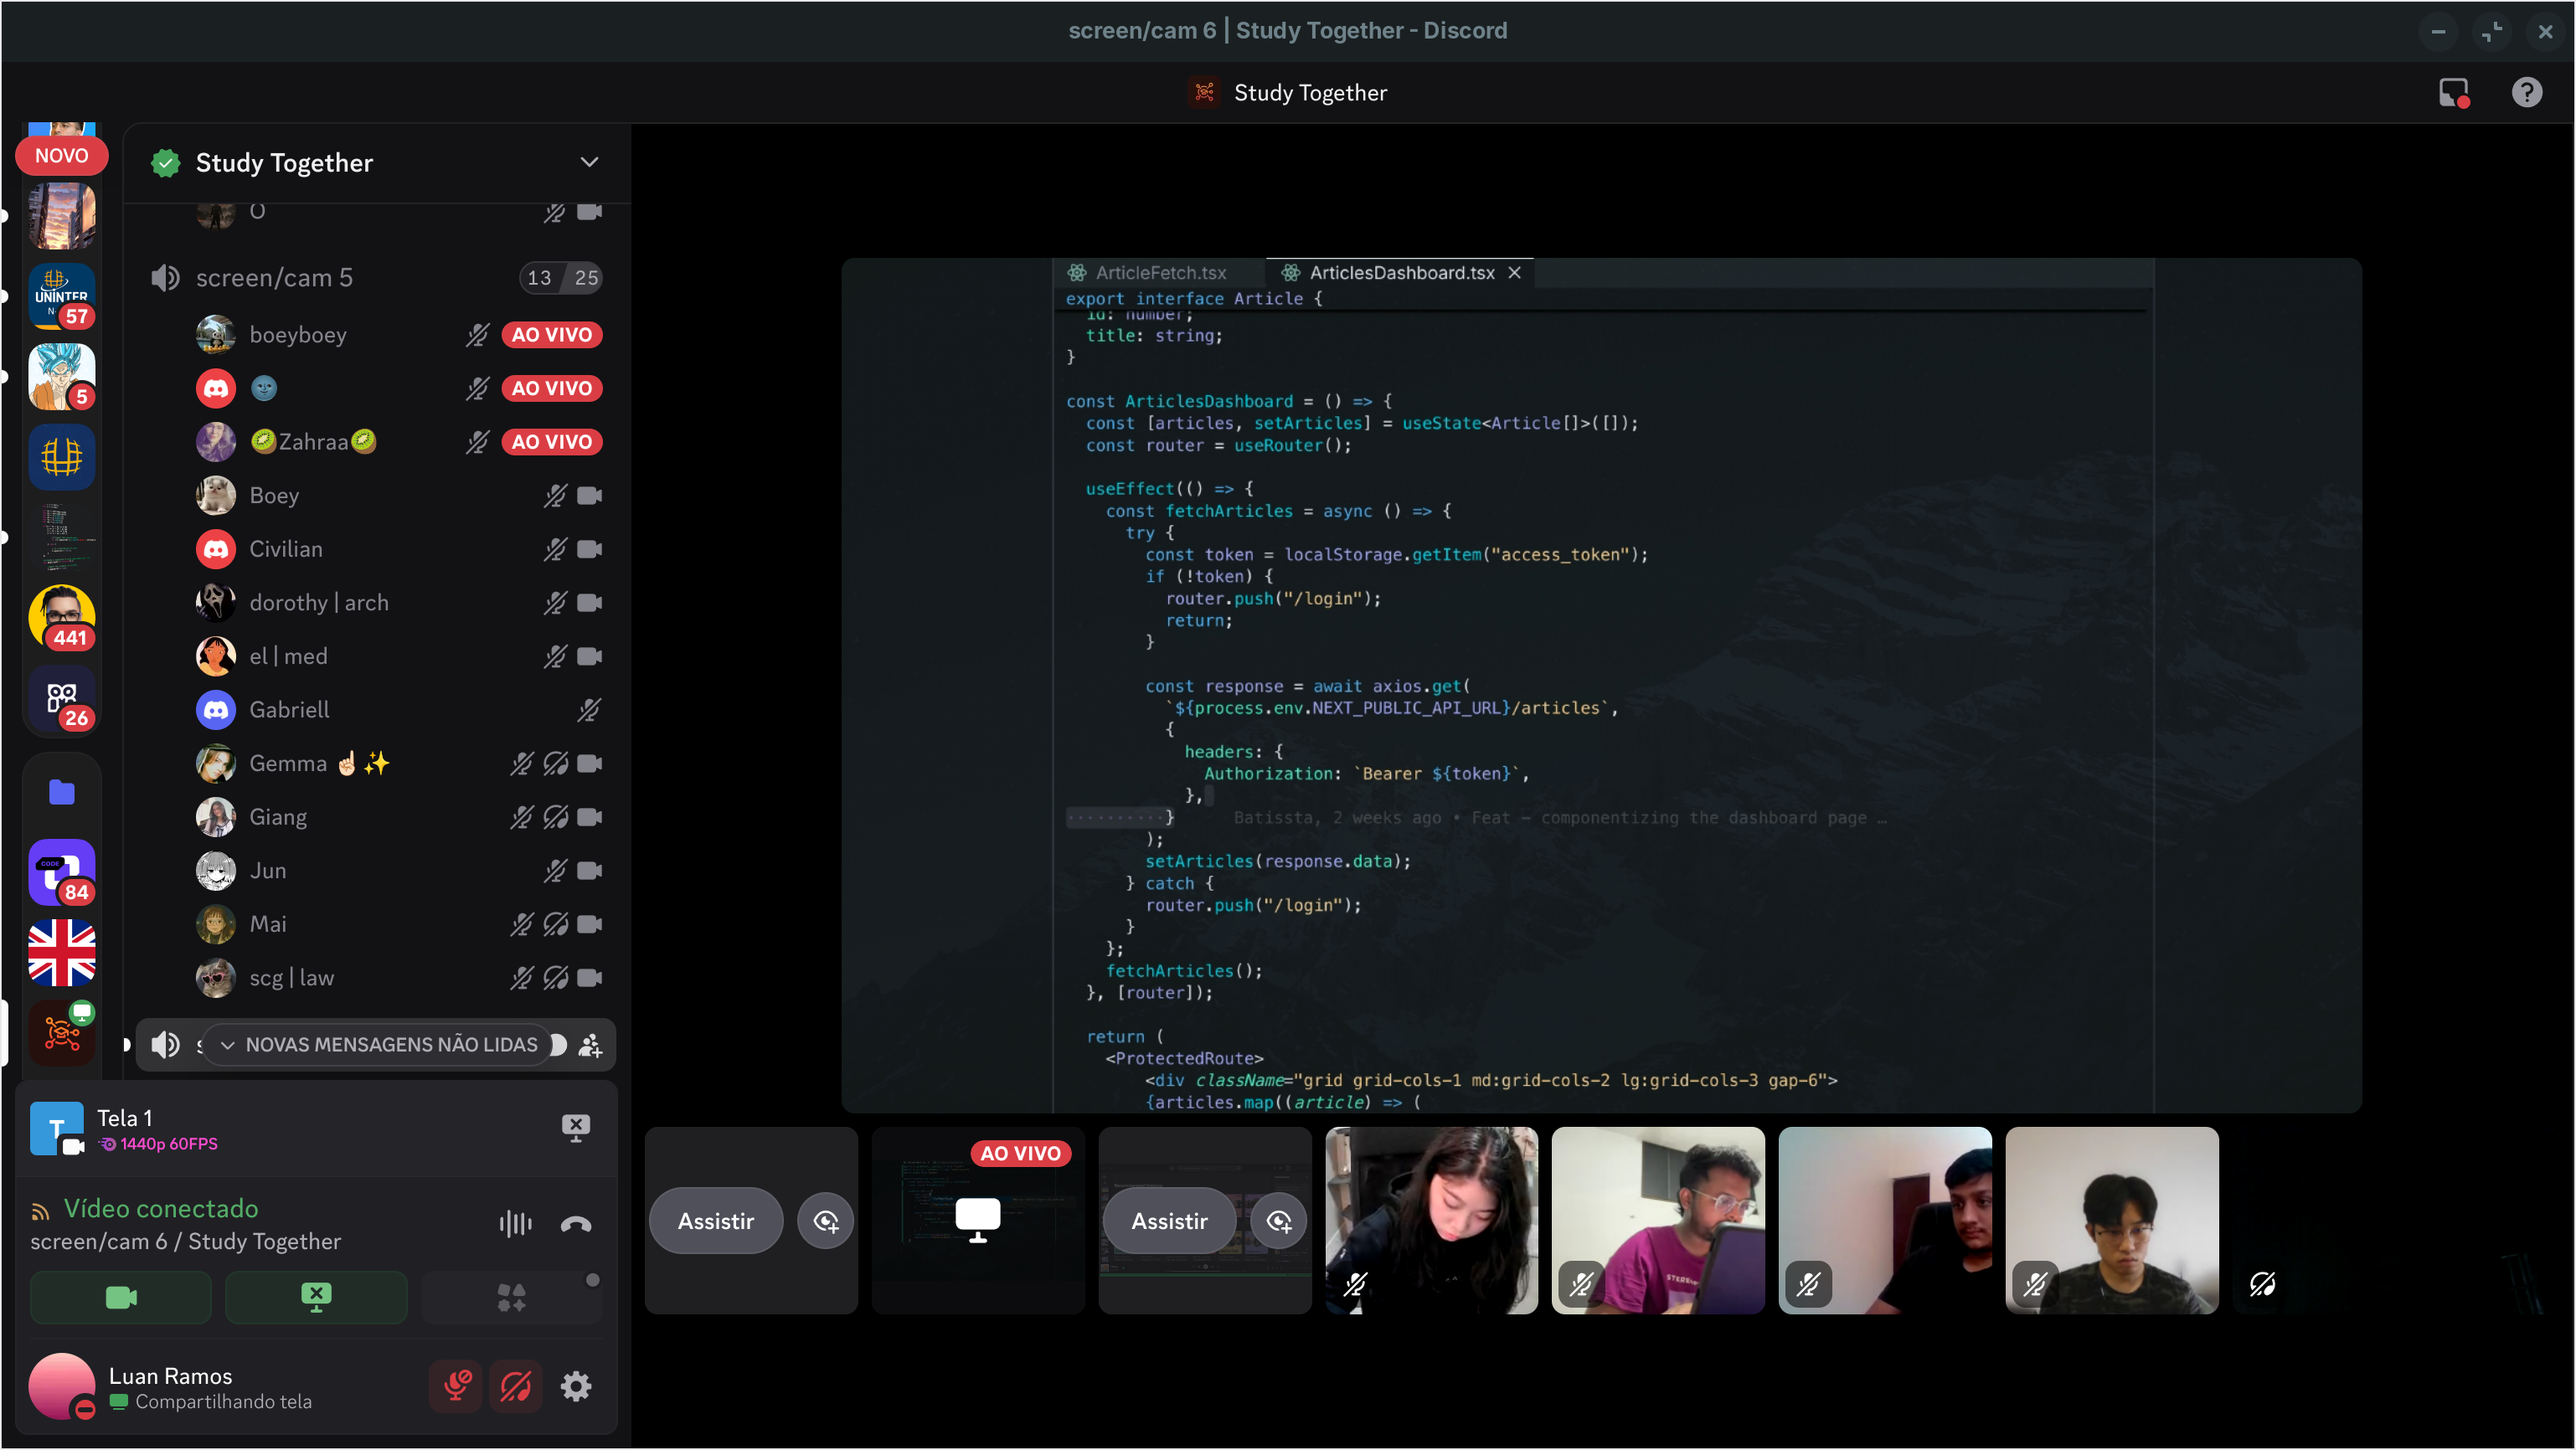 screen/cam 6 | Study Together - Discord
Study Together
NOVO
UNINTER
57
5
441
26
CODE
84
Study Together
O
screen/cam 5
13 / 25
boeyboey
AO VIVO
AO VIVO
🥝Zahraa🥝
AO VIVO
Boey
Civilian
dorothy | arch
el | med
Gabriell
Gemma ☝🏻✨
Giang
Jun
Mai
scg | law
NOVAS MENSAGENS NÃO LIDAS
T
Tela 1
1440p 60FPS
Vídeo conectado
screen/cam 6 / Study Together
Luan Ramos
Compartilhando tela
ArticleFetch.tsx
ArticlesDashboard.tsx
export interface Article {
id: number;
title: string;
}
const ArticlesDashboard = () => {
const [articles, setArticles] = useState<Article[]>([]);
const router = useRouter();
useEffect(() => {
const fetchArticles = async () => {
try {
const token = localStorage.getItem("access_token");
if (!token) {
router.push("/login");
return;
}
const response = await axios.get(
`${process.env.NEXT_PUBLIC_API_URL}/articles`,
{
headers: {
Authorization: `Bearer ${token}`,
},
} Batissta, 2 weeks ago • Feat – componentizing the dashboard page …
);
setArticles(response.data);
} catch {
router.push("/login");
}
};
fetchArticles();
}, [router]);
return (
<ProtectedRoute>
<div className="grid grid-cols-1 md:grid-cols-2 lg:grid-cols-3 gap-6">
{articles.map((article) => (
Assistir
AO VIVO
Assistir